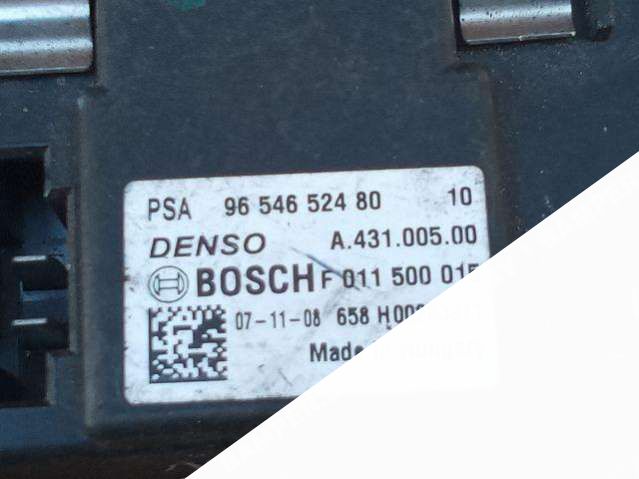 PSA 96 546 524 80 10
DENSO A.431.005.00
BOSCH F 011 500 015
07-11-08 658
Made